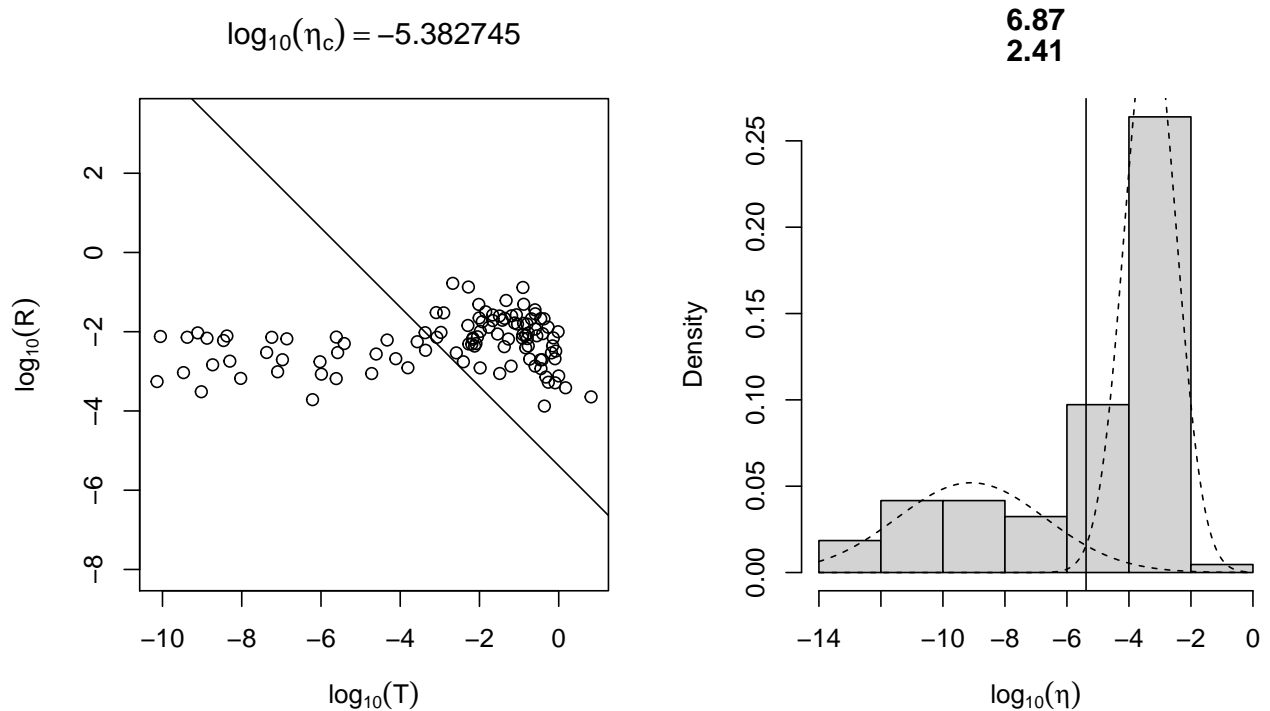 log₁₀(η_c) = −5.382745
2
0
−2
−4
−6
−8
log₁₀(R)
−10 −8 −6 −4 −2 0
log₁₀(T)
6.87
2.41
0.25
0.20
0.15
0.10
0.05
0.00
Density
−14 −10 −8 −6 −4 −2 0
log₁₀(η)